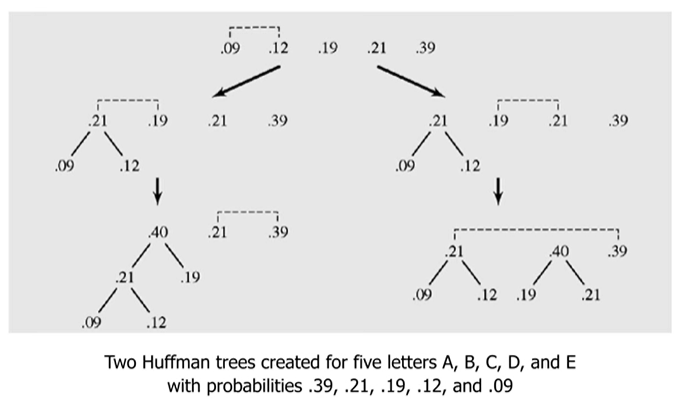 .09 .12 .19 .21 .39
.21 .19 .21 .39 .21 .19 .21 .39
.09 .12 .09 .12
.40 .21 .39
.21 .40 .39
.21 .19
.09 .12 .19 .21
.09 .12
Two Huffman trees created for five letters A, B, C, D, and E
with probabilities .39, .21, .19, .12, and .09